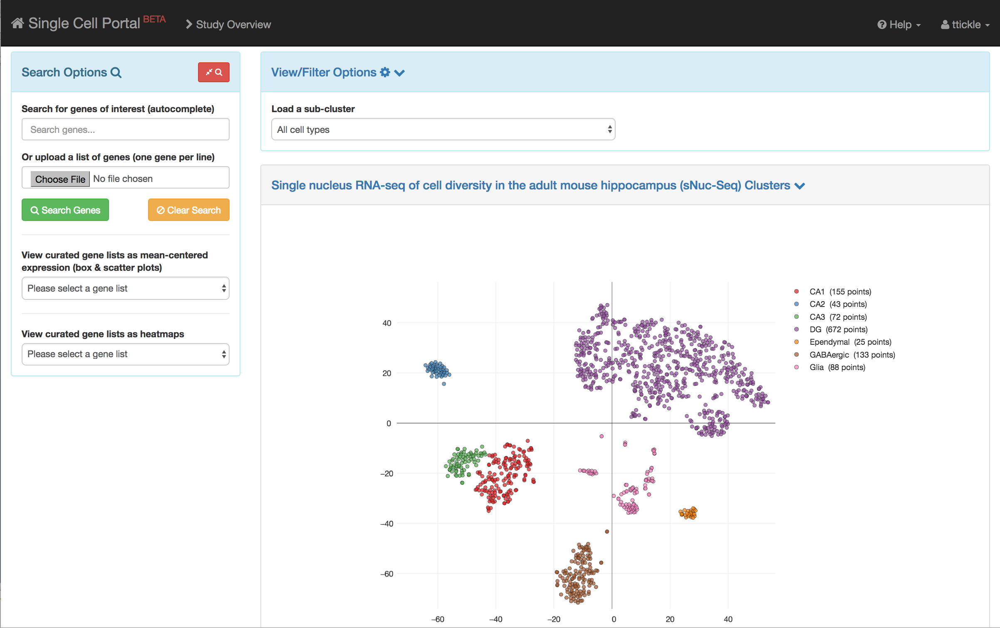 Single Cell Portal BETA
Study Overview
Help
ttickle
Search Options
Search for genes of interest (autocomplete)
Search genes...
Or upload a list of genes (one gene per line)
Choose File No file chosen
Search Genes
Clear Search
View curated gene lists as mean-centered
expression (box & scatter plots)
Please select a gene list
View curated gene lists as heatmaps
Please select a gene list
View/Filter Options
Load a sub-cluster
All cell types
Single nucleus RNA-seq of cell diversity in the adult mouse hippocampus (sNuc-Seq) Clusters
40
20
0
−20
−40
−60
−60 −40 −20 0 20 40
CA1 (155 points)
CA2 (43 points)
CA3 (72 points)
DG (672 points)
Ependymal (25 points)
GABAergic (133 points)
Glia (88 points)